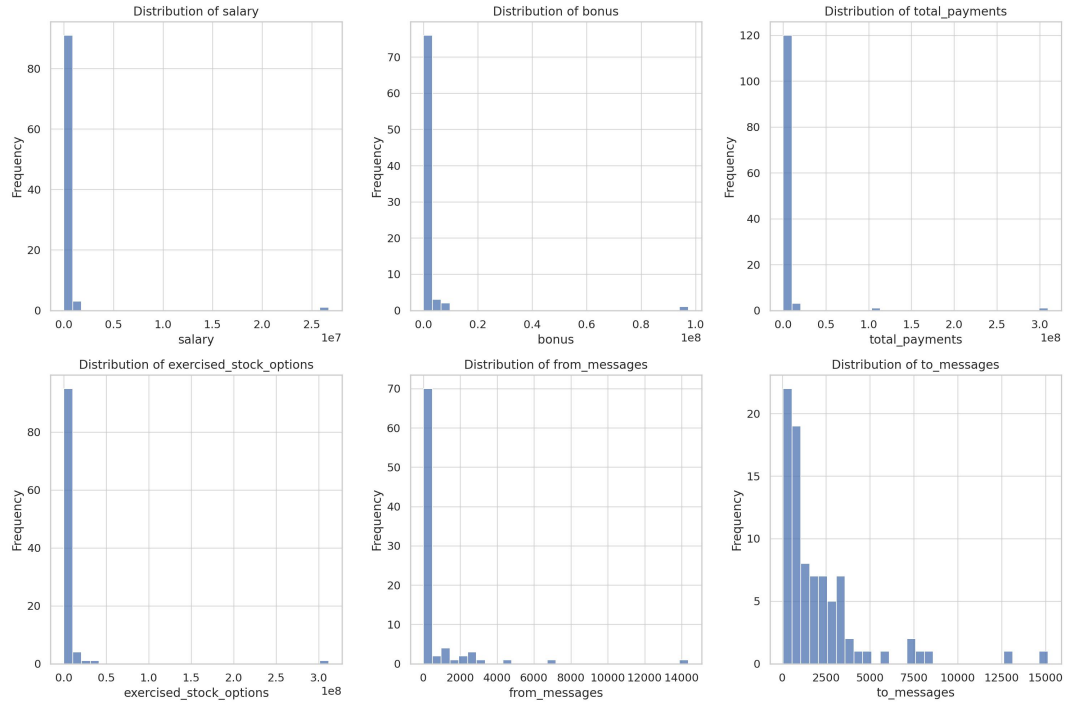 Distribution of salary
Frequency
80
60
40
20
0
0.0 0.5 1.0 1.5 2.0 2.5
1e7
salary
Distribution of bonus
Frequency
70
60
50
40
30
20
10
0
0.0 0.2 0.4 0.6 0.8 1.0
1e8
bonus
Distribution of total_payments
Frequency
120
100
80
60
40
20
0
0.0 0.5 1.0 1.5 2.0 2.5 3.0
1e8
total_payments
Distribution of exercised_stock_options
Frequency
80
60
40
20
0
0.0 0.5 1.0 1.5 2.0 2.5 3.0
1e8
exercised_stock_options
Distribution of from_messages
Frequency
70
60
50
40
30
20
10
0
0 2000 4000 6000 8000 10000 12000 14000
from_messages
Distribution of to_messages
Frequency
20
15
10
5
0
0 2500 5000 7500 10000 12500 15000
to_messages